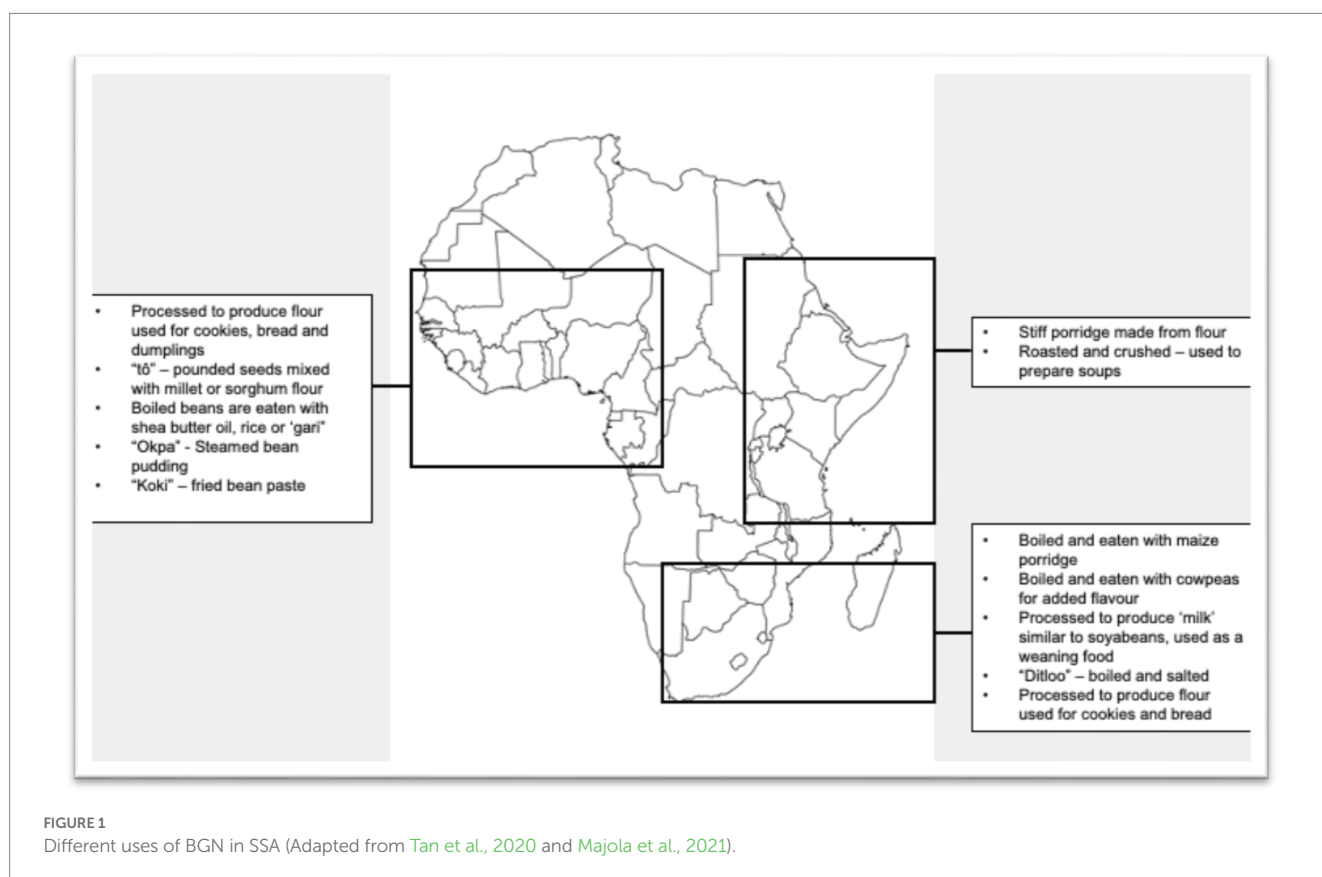 • Processed to produce flour
used for cookies, bread and
dumplings
• “tō” – pounded seeds mixed
with millet or sorghum flour
• Boiled beans are eaten with
shea butter oil, rice or ‘gari”
• “Okpa” - Steamed bean
pudding
• “Koki” – fried bean paste
• Stiff porridge made from flour
• Roasted and crushed – used to
prepare soups
• Boiled and eaten with maize
porridge
• Boiled and eaten with cowpeas
for added flavour
• Processed to produce ‘milk’
similar to soyabeans, used as a
weaning food
• “Ditloo” – boiled and salted
• Processed to produce flour
used for cookies and bread
FIGURE 1
Different uses of BGN in SSA (Adapted from Tan et al., 2020 and Majola et al., 2021).